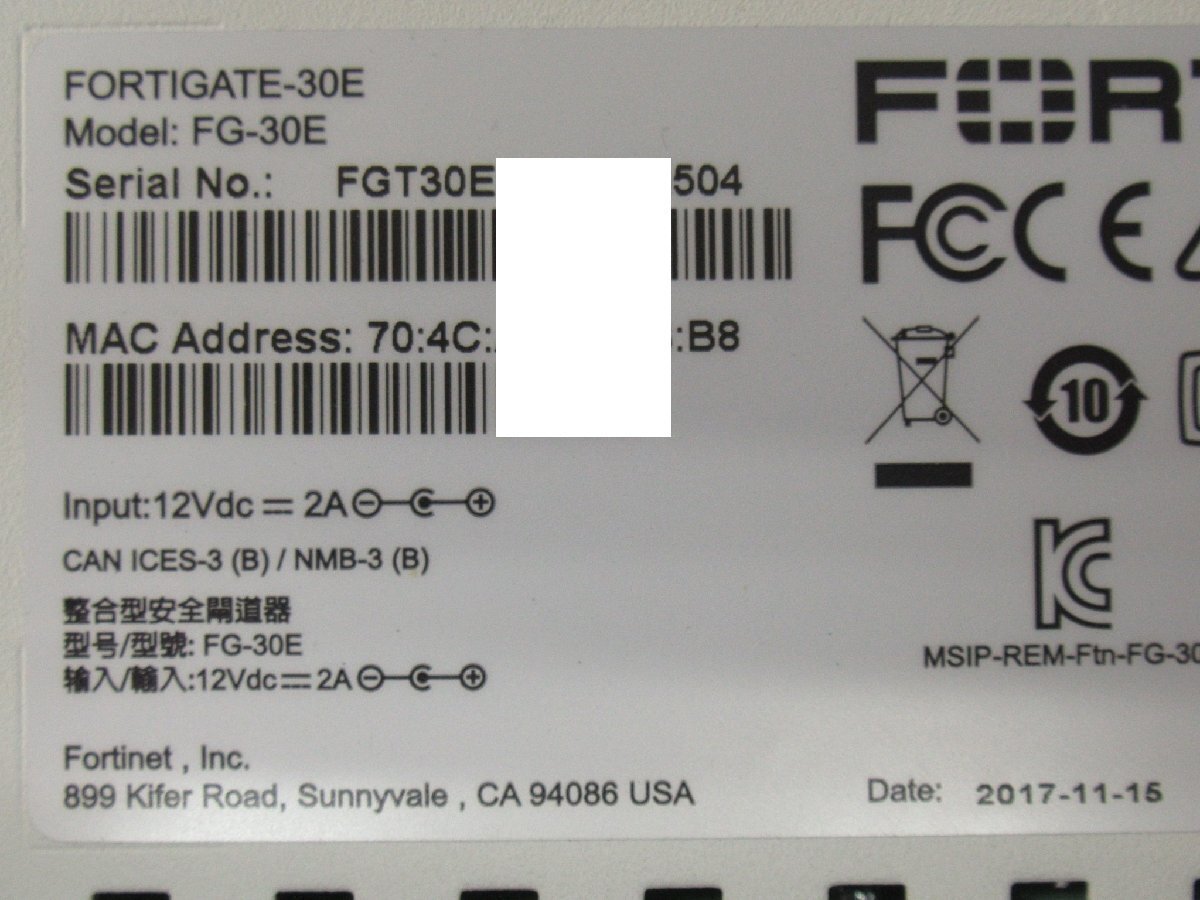 FORTIGATE-30E
Model: FG-30E
Serial No.: FGT30E 504
MAC Address: 70:4C: :B8
Input:12Vdc 2A
CAN ICES-3 (B) / NMB-3 (B)
整合型安全閘道器
型号/型號: FG-30E
输入/輸入:12Vdc 2A
Fortinet , Inc.
899 Kifer Road, Sunnyvale , CA 94086 USA
FORT
FC CE
10
MSIP-REM-Ftn-FG-30
Date: 2017-11-15